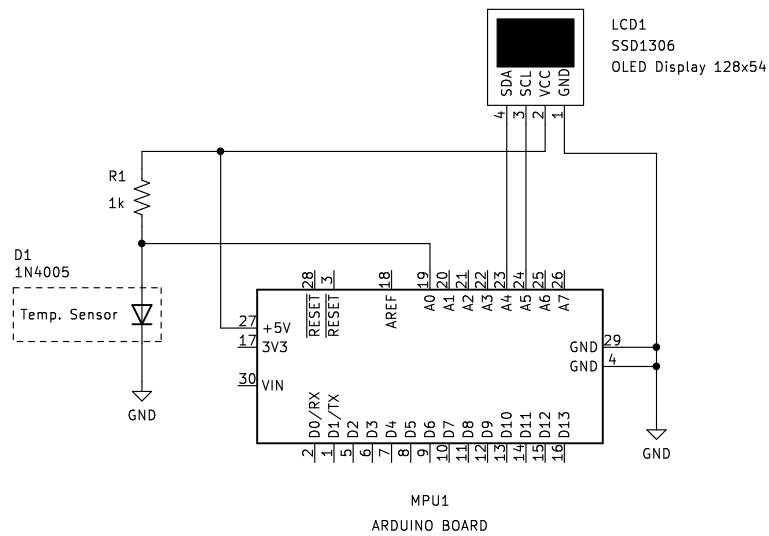 LCD1
SSD1306
OLED Display 128x54
SDA
SCL
VCC
GND
4
3
2
1
R1
1k
D1
1N4005
Temp. Sensor
GND
28
3
18
19
20
21
22
23
24
25
26
RESET
RESET
AREF
A0
A1
A2
A3
A4
A5
A6
A7
27 +5V
17 3V3
30 VIN
GND 29
GND 4
GND
D0/RX
D1/TX
D2
D3
D4
D5
D6
D7
D8
D9
D10
D11
D12
D13
2
1
5
6
7
8
9
10
11
12
13
14
15
16
MPU1
ARDUINO BOARD